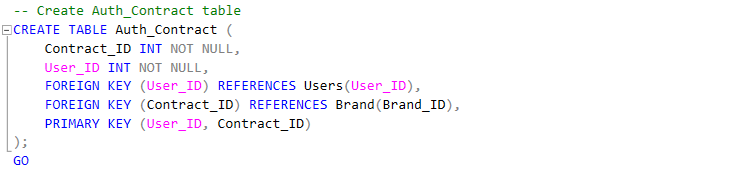 -- Create Auth_Contract table
CREATE TABLE Auth_Contract (
Contract_ID INT NOT NULL,
User_ID INT NOT NULL,
FOREIGN KEY (User_ID) REFERENCES Users(User_ID),
FOREIGN KEY (Contract_ID) REFERENCES Brand(Brand_ID),
PRIMARY KEY (User_ID, Contract_ID)
);
GO